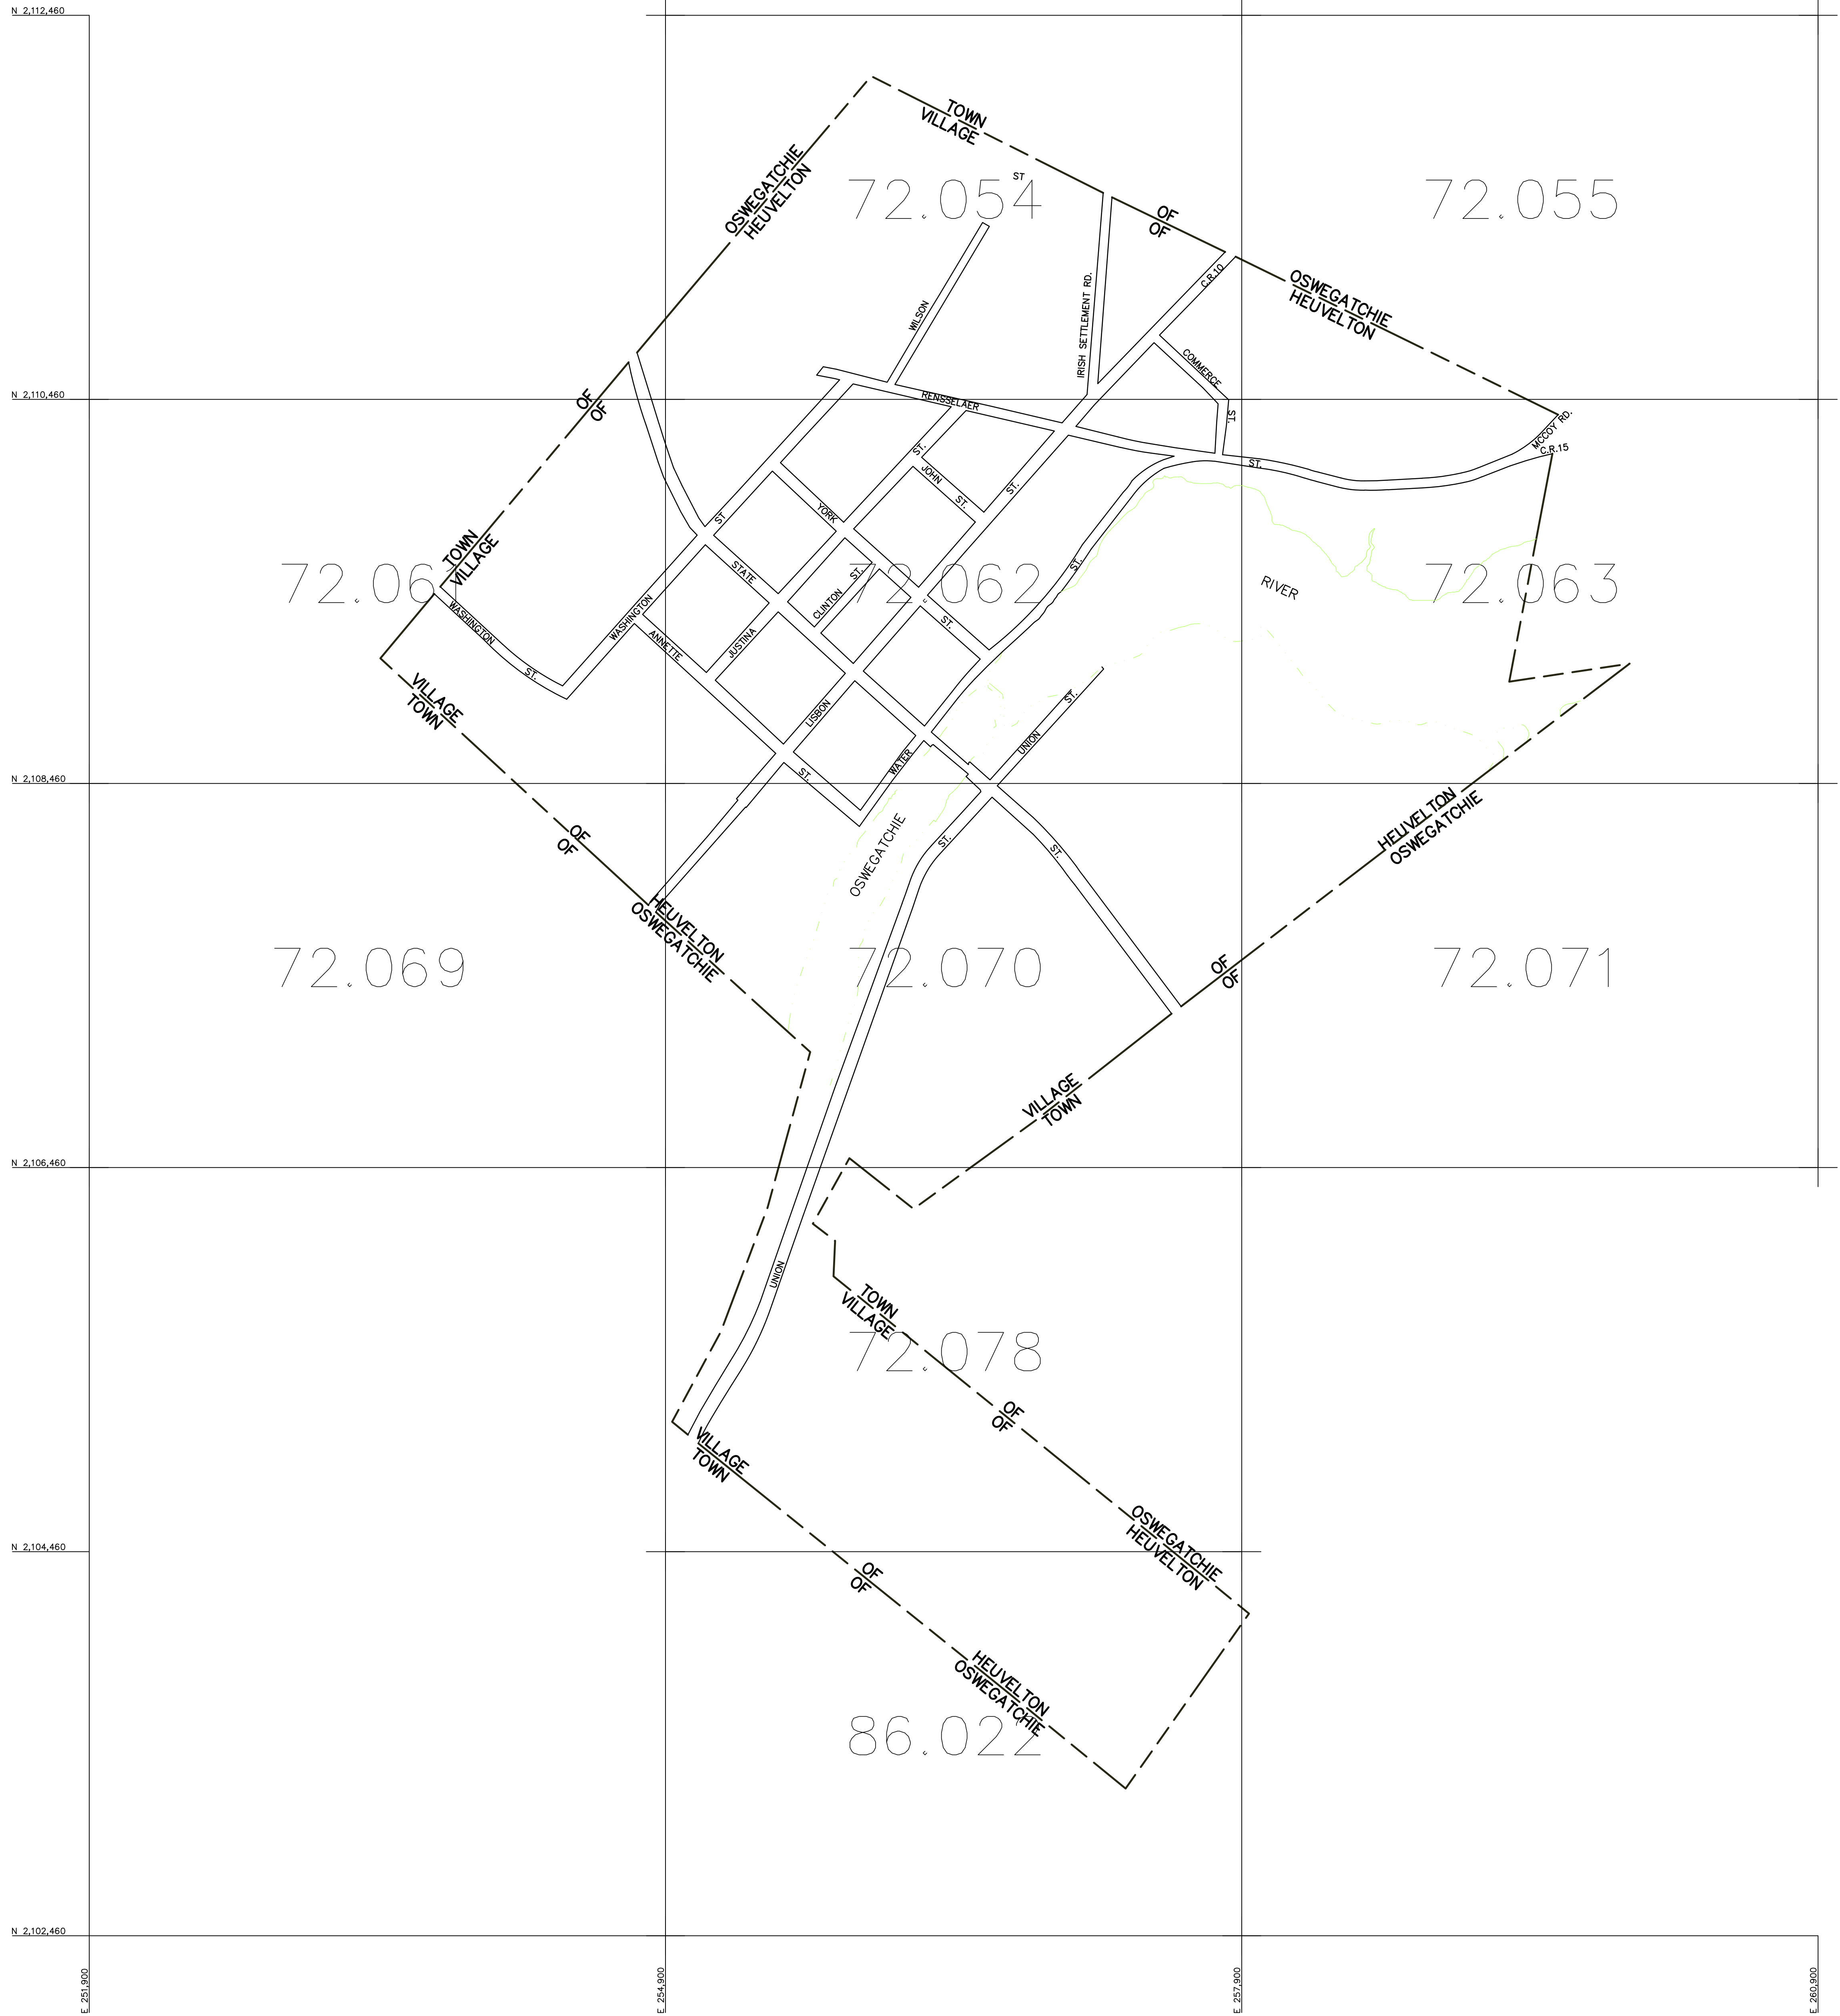 N 2,112,460
TOWN
VILLAGE
OSWEGATCHIE
HEUVELTON
72.054
ST
72.055
OF
OF
C.R.10
IRISH SETTLEMENT RD.
WILSON
OSWEGATCHIE
HEUVELTON
COMMERCE
ST.
N 2,110,460
OF
OF
RENSSELAER
MCCOY RD.
C.R.15
ST.
ST.
JOHN
ST.
ST.
YORK
ST
TOWN
VILLAGE
72.061
STATE
CLINTON
ST.
72.062
ST.
RIVER
72.063
WASHINGTON
ST.
WASHINGTON
ANNETTE
JUSTINA
ST.
VILLAGE
TOWN
LISBON
UNION
ST.
WATER
ST.
N 2,108,460
OF
OF
OSWEGATCHIE
ST.
ST.
HEUVELTON
OSWEGATCHIE
HEUVELTON
OSWEGATCHIE
72.069
72.070
OF
OF
72.071
VILLAGE
TOWN
N 2,106,460
UNION
TOWN
VILLAGE
72.078
OF
OF
VILLAGE
TOWN
OSWEGATCHIE
HEUVELTON
N 2,104,460
OF
OF
HEUVELTON
OSWEGATCHIE
86.022
N 2,102,460
E 251,900
E 254,900
E 257,900
E 260,900